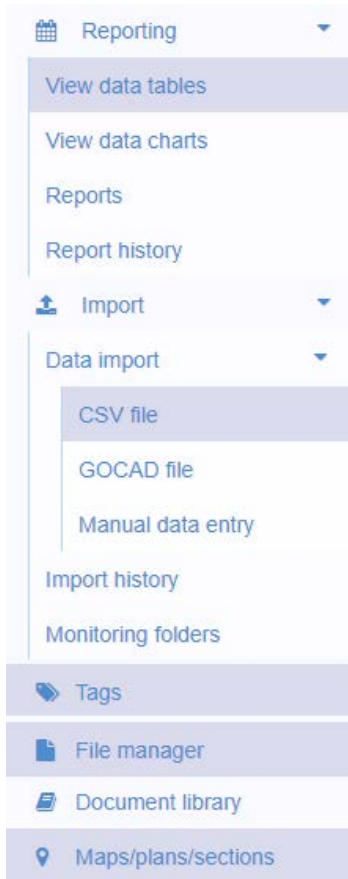 Reporting
View data tables
View data charts
Reports
Report history
Import
Data import
CSV file
GOCAD file
Manual data entry
Import history
Monitoring folders
Tags
File manager
Document library
Maps/plans/sections